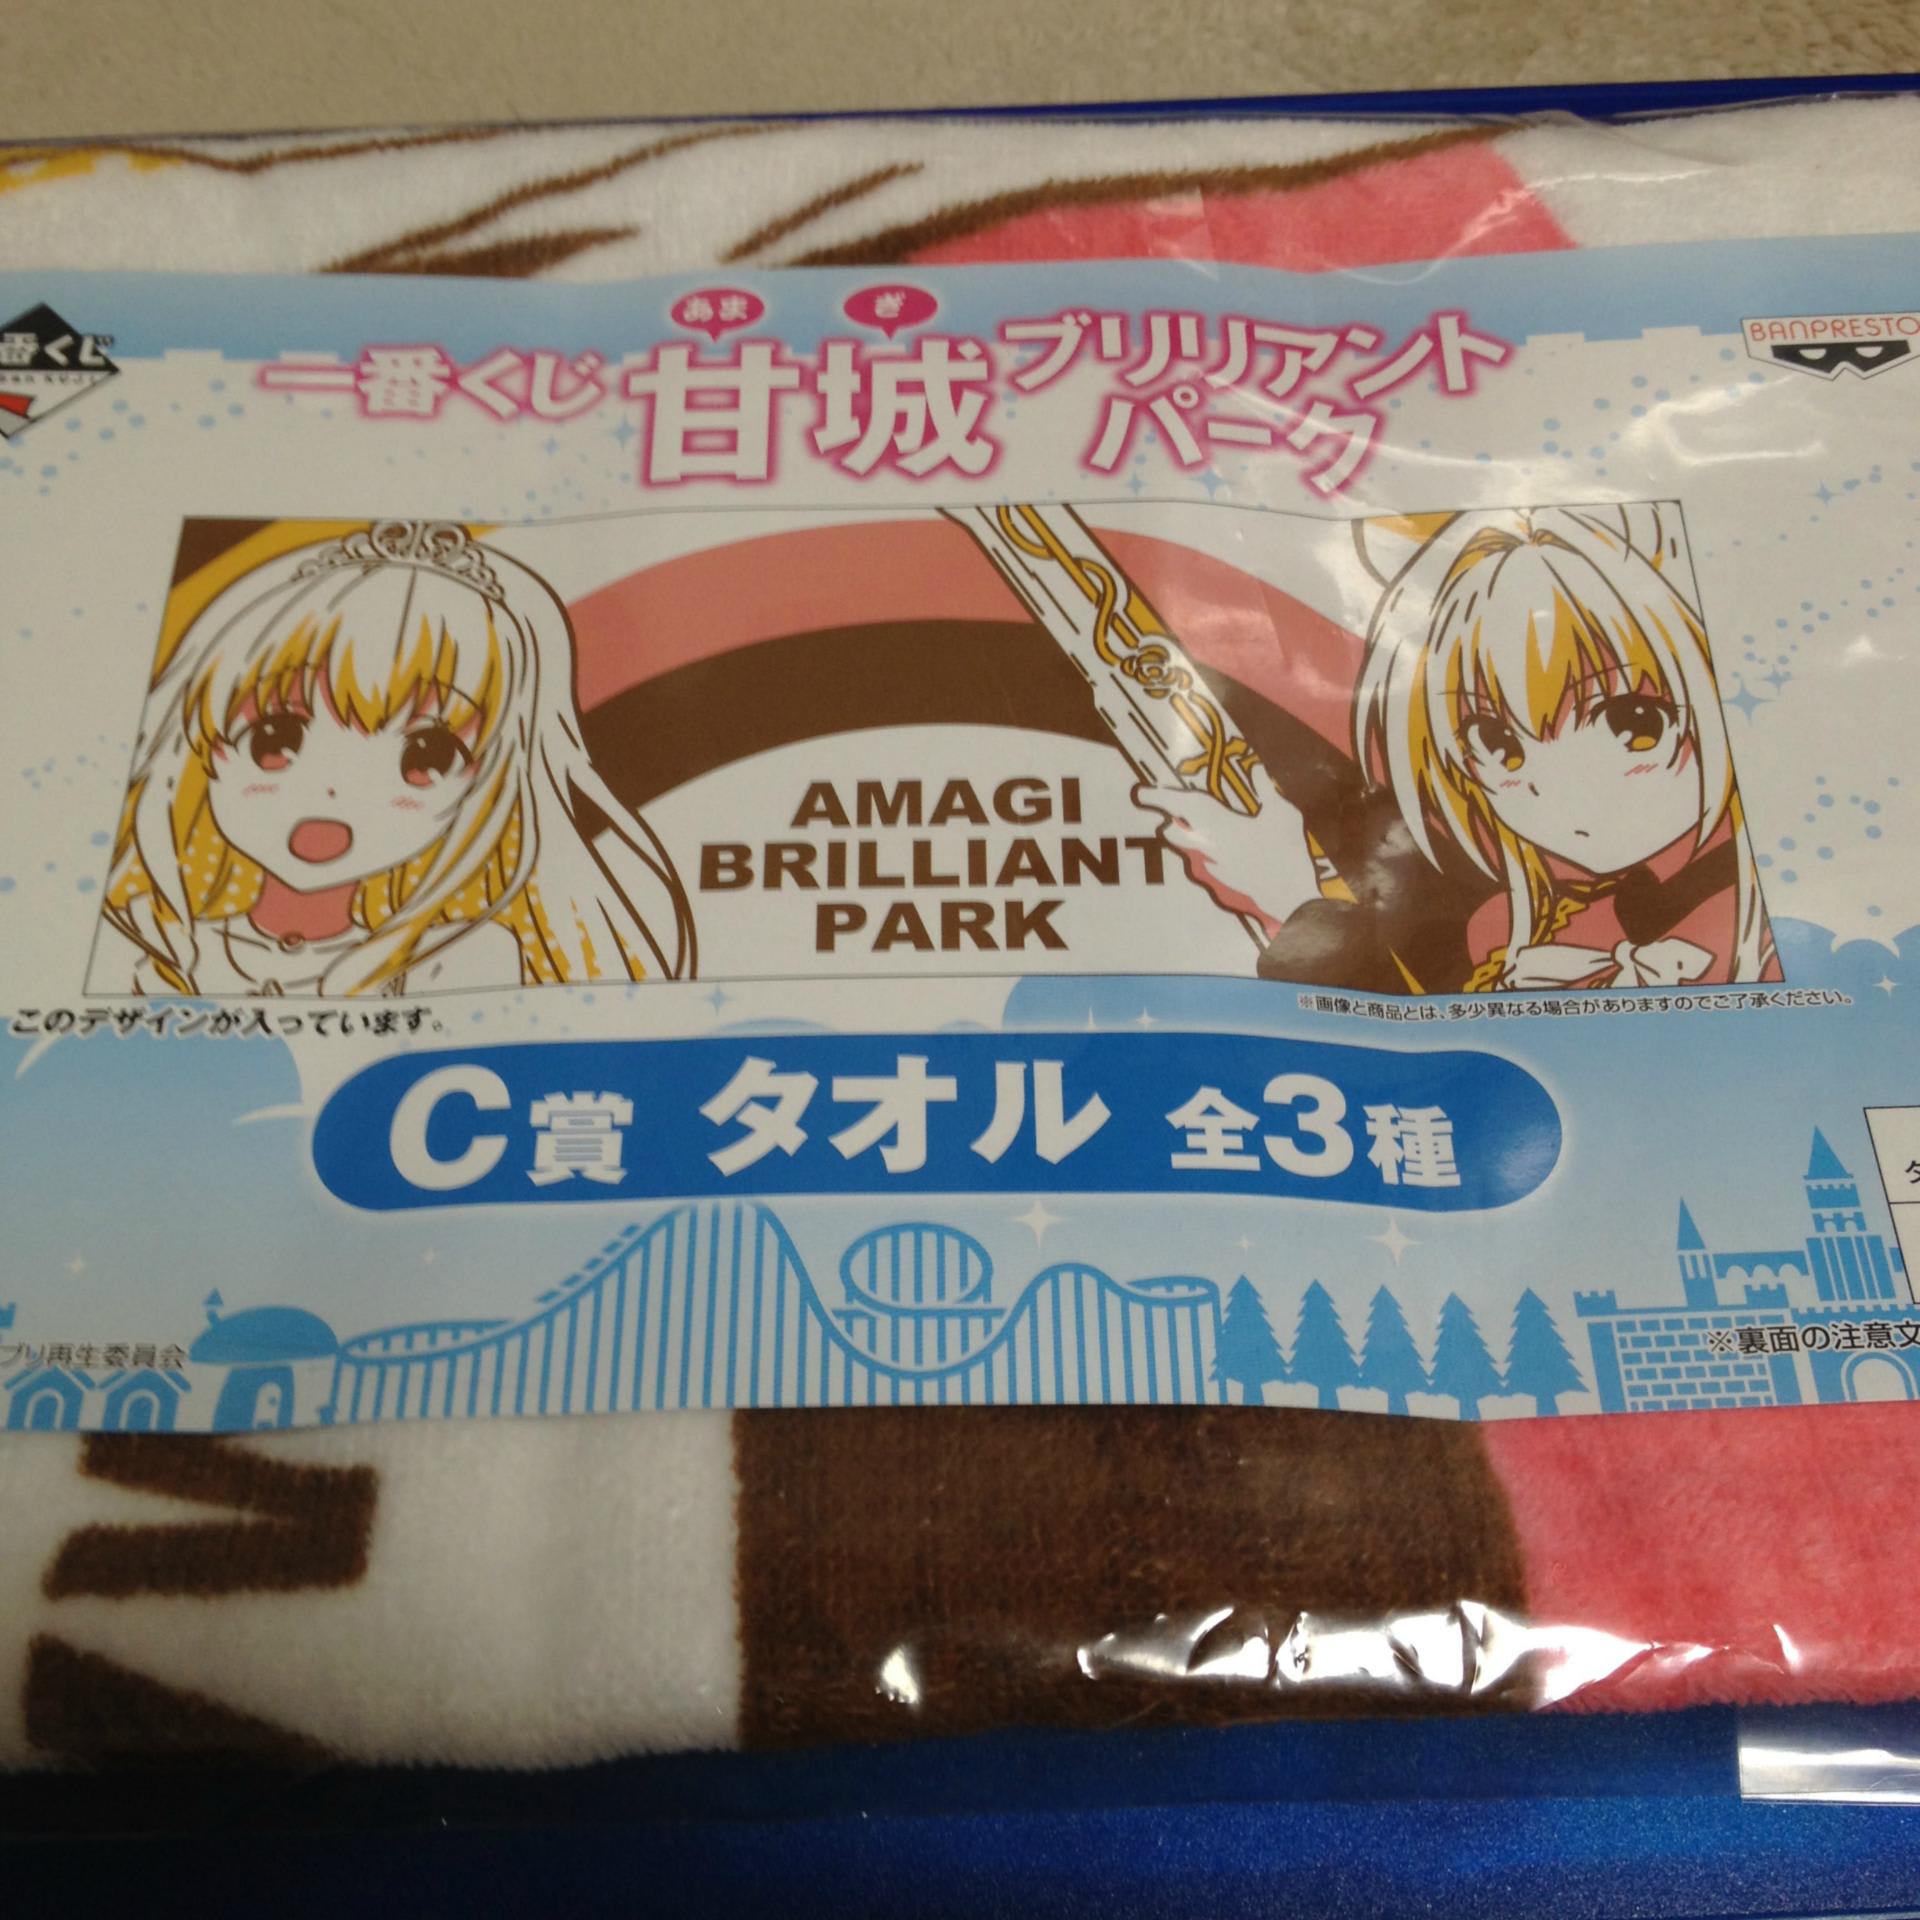 番くじ
あま ぎ
BANPRESTO
一番くじ 甘城ブリリアント
パーク
AMAGI
BRILLIANT
PARK
このデザインが入っています。
※画像と商品とは、多少異なる場合がありますのでご了承ください。
C賞 タオル 全3種
タ
ブリ再生委員会
※裏面の注意文